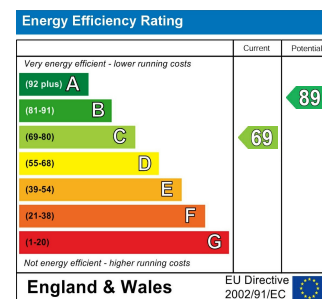 Energy Efficiency Rating
Current Potential
Very energy efficient - lower running costs
(92 plus) A
(81-91) B
(69-80) C
(55-68) D
(39-54) E
(21-38) F
(1-20) G
69
89
Not energy efficient - higher running costs
England & Wales
EU Directive
2002/91/EC